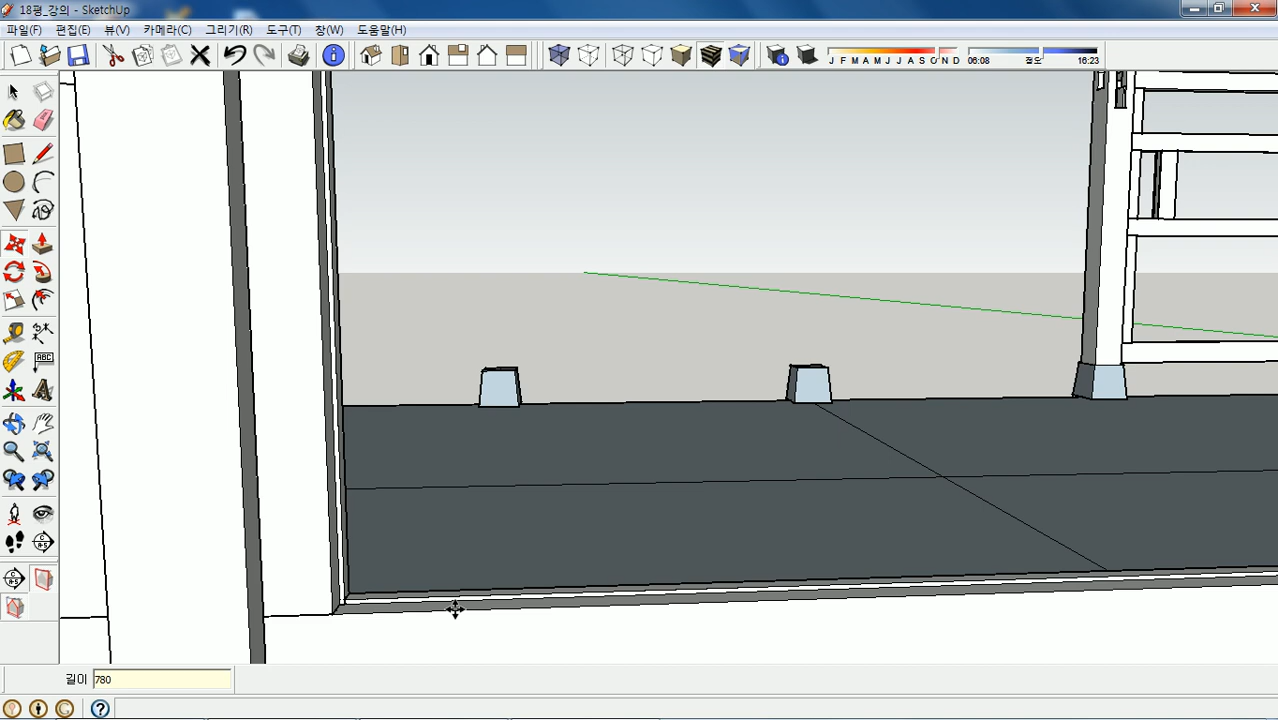 18평_강의 - SketchUp
파일(F) 편집(E) 뷰(V) 카메라(C) 그리기(R) 도구(T) 창(W) 도움말(H)
J F M A M J J A S O N D 06:08 정오 16:23
ABC
길이 780